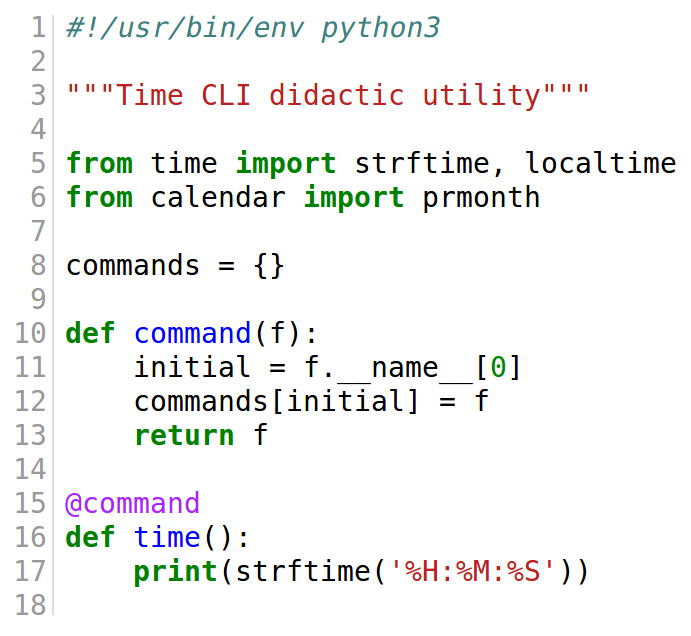 1 #!/usr/bin/env python3
2
3 """Time CLI didactic utility"""
4
5 from time import strftime, localtime
6 from calendar import prmonth
7
8 commands = {}
9
10 def command(f):
11     initial = f.__name__[0]
12     commands[initial] = f
13     return f
14
15 @command
16 def time():
17     print(strftime('%H:%M:%S'))
18